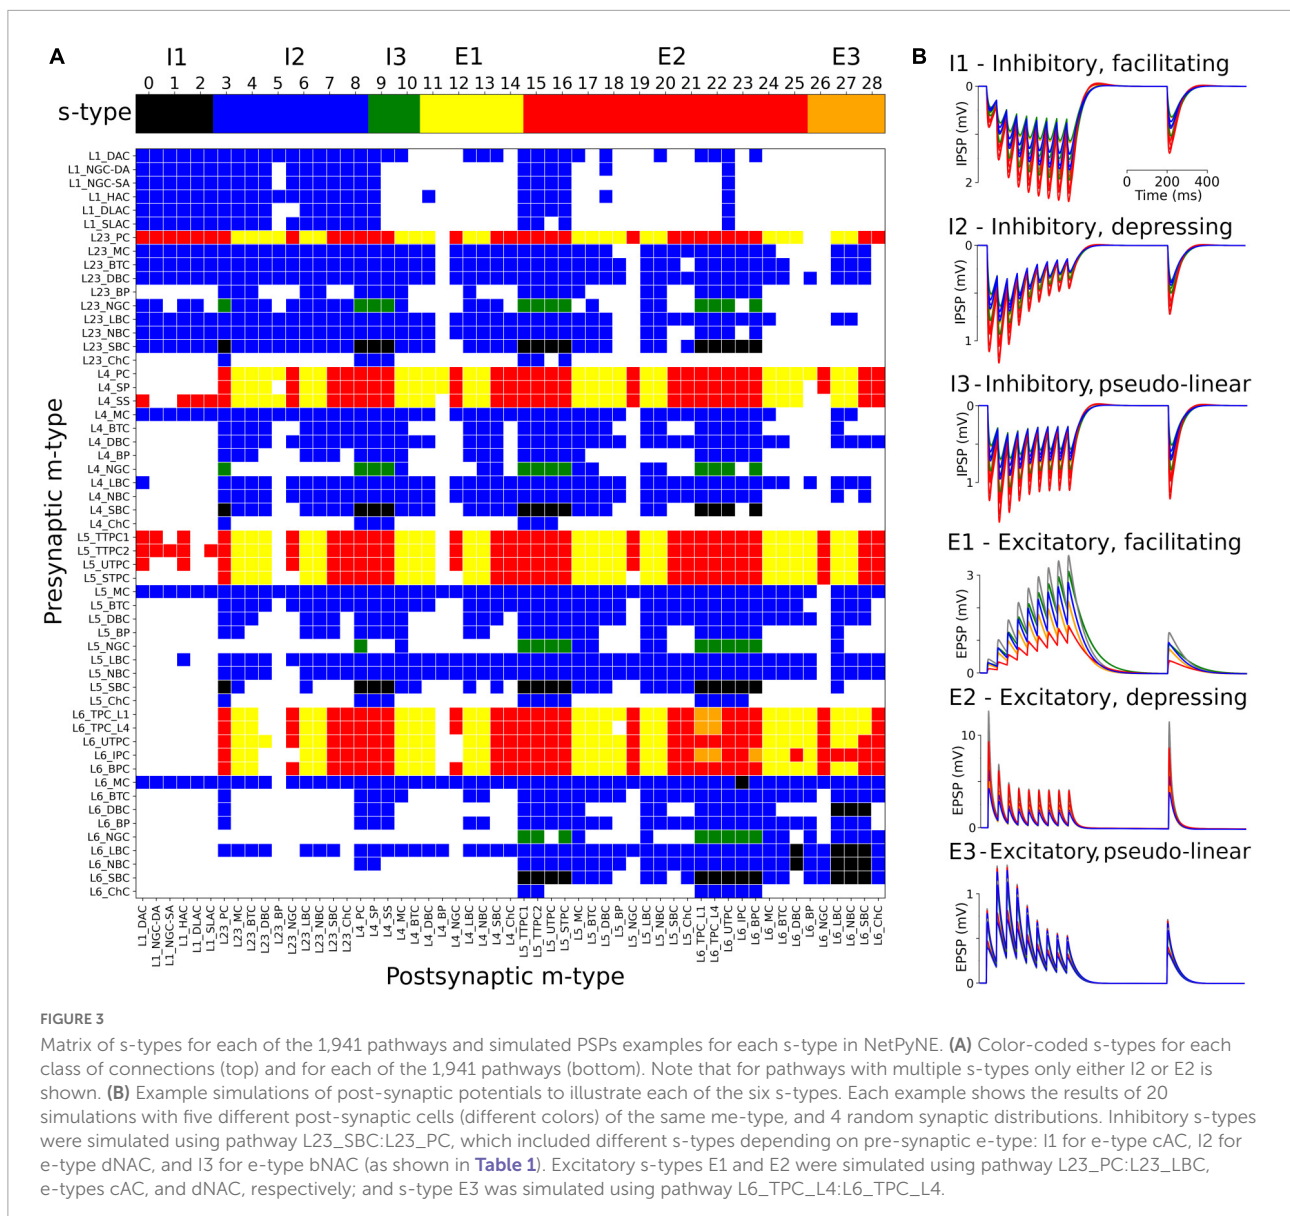 A
I1 I2 I3 E1 E2 E3
0 1 2 3 4 5 6 7 8 9 10 11 12 13 14 15 16 17 18 19 20 21 22 23 24 25 26 27 28
s-type
Presynaptic m-type
L1_DAC
L1_NGC-DA
L1_NGC-SA
L1_HAC
L1_DLAC
L1_SLAC
L23_PC
L23_MC
L23_BTC
L23_DBC
L23_BP
L23_NGC
L23_LBC
L23_NBC
L23_SBC
L23_ChC
L4_PC
L4_SP
L4_SS
L4_MC
L4_BTC
L4_DBC
L4_BP
L4_NGC
L4_LBC
L4_NBC
L4_SBC
L4_ChC
L5_TTPC1
L5_TTPC2
L5_UTPC
L5_STPC
L5_MC
L5_BTC
L5_DBC
L5_BP
L5_NGC
L5_LBC
L5_NBC
L5_SBC
L5_ChC
L6_TPC_L1
L6_TPC_L4
L6_UTPC
L6_IPC
L6_BPC
L6_MC
L6_BTC
L6_DBC
L6_BP
L6_NGC
L6_LBC
L6_NBC
L6_SBC
L6_ChC
L1_DAC
L1_NGC-DA
L1_NGC-SA
L1_HAC
L1_DLAC
L1_SLAC
L23_PC
L23_MC
L23_BTC
L23_DBC
L23_BP
L23_NGC
L23_LBC
L23_NBC
L23_SBC
L23_ChC
L4_PC
L4_SP
L4_SS
L4_MC
L4_BTC
L4_DBC
L4_BP
L4_NGC
L4_LBC
L4_NBC
L4_SBC
L4_ChC
L5_TTPC1
L5_TTPC2
L5_UTPC
L5_STPC
L5_MC
L5_BTC
L5_DBC
L5_BP
L5_NGC
L5_LBC
L5_NBC
L5_SBC
L5_ChC
L6_TPC_L1
L6_TPC_L4
L6_UTPC
L6_IPC
L6_BPC
L6_MC
L6_BTC
L6_DBC
L6_BP
L6_NGC
L6_LBC
L6_NBC
L6_SBC
L6_ChC
Postsynaptic m-type
B
I1 - Inhibitory, facilitating
0
1
2
IPSP (mV)
0 200 400
Time (ms)
I2 - Inhibitory, depressing
0
1
IPSP (mV)
I3 - Inhibitory, pseudo-linear
0
1
IPSP (mV)
E1 - Excitatory, facilitating
3
0
EPSP (mV)
E2 - Excitatory, depressing
10
0
EPSP (mV)
E3 - Excitatory, pseudo-linear
1
0
EPSP (mV)
FIGURE 3
Matrix of s-types for each of the 1,941 pathways and simulated PSPs examples for each s-type in NetPyNE. (A) Color-coded s-types for each
class of connections (top) and for each of the 1,941 pathways (bottom). Note that for pathways with multiple s-types only either I2 or E2 is
shown. (B) Example simulations of post-synaptic potentials to illustrate each of the six s-types. Each example shows the results of 20
simulations with five different post-synaptic cells (different colors) of the same me-type, and 4 random synaptic distributions. Inhibitory s-types
were simulated using pathway L23_SBC:L23_PC, which included different s-types depending on pre-synaptic e-type: I1 for e-type cAC, I2 for
e-type dNAC, and I3 for e-type bNAC (as shown in Table 1). Excitatory s-types E1 and E2 were simulated using pathway L23_PC:L23_LBC,
e-types cAC, and dNAC, respectively; and s-type E3 was simulated using pathway L6_TPC_L4:L6_TPC_L4.